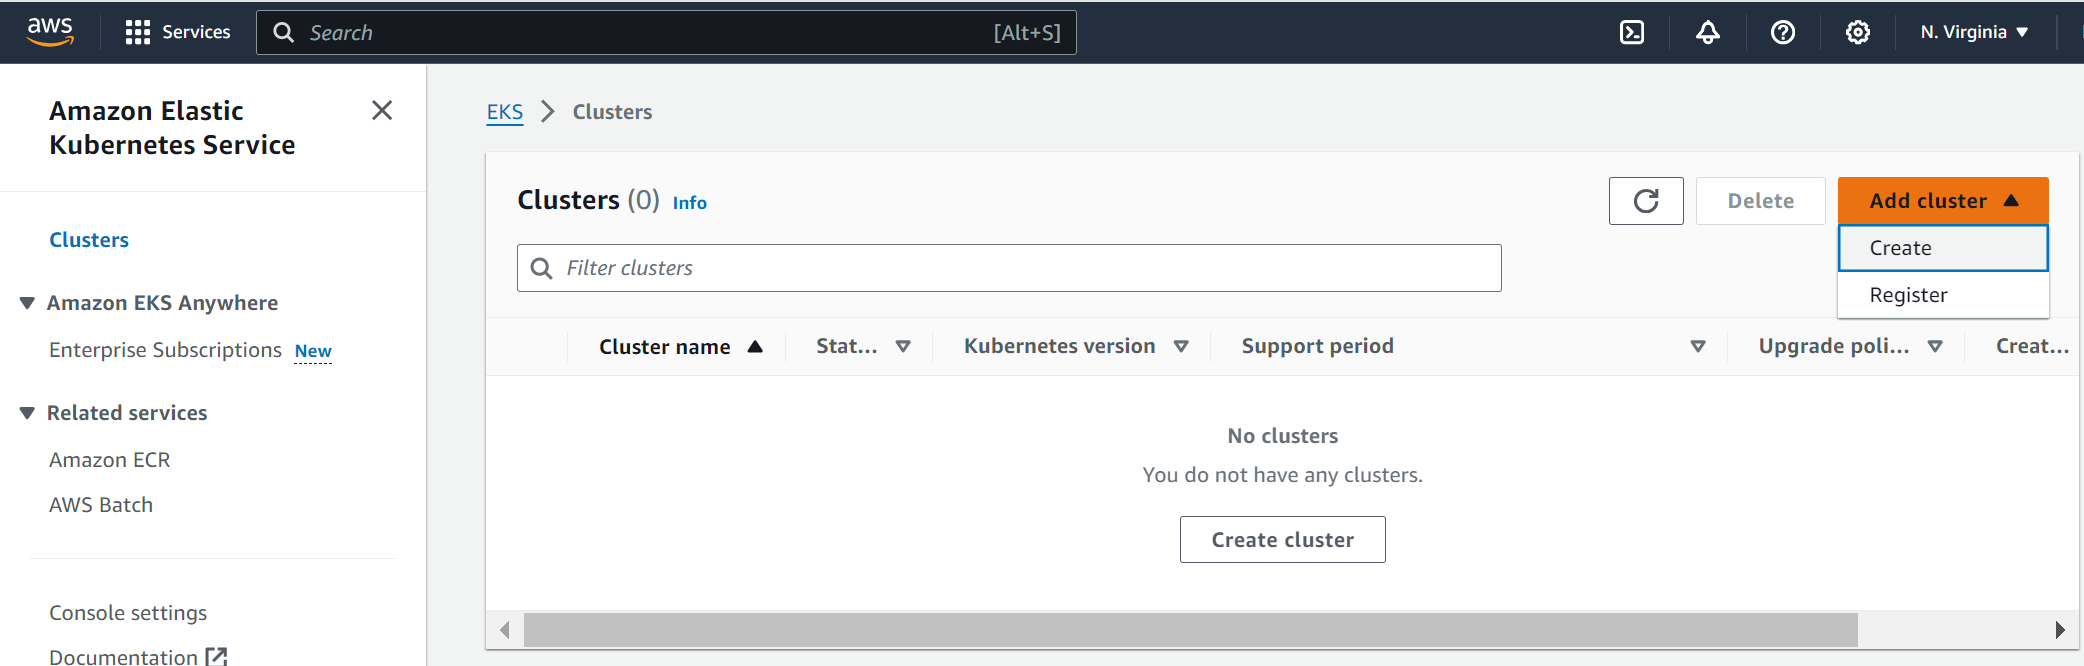 aws Services Search [Alt+S] N. Virginia
Amazon Elastic
Kubernetes Service
Clusters
Amazon EKS Anywhere
Enterprise Subscriptions New
Related services
Amazon ECR
AWS Batch
Console settings
Documentation
EKS Clusters
Clusters (0) Info
Delete
Add cluster
Create
Register
Filter clusters
Cluster name Stat... Kubernetes version Support period Upgrade poli... Creat...
No clusters
You do not have any clusters.
Create cluster